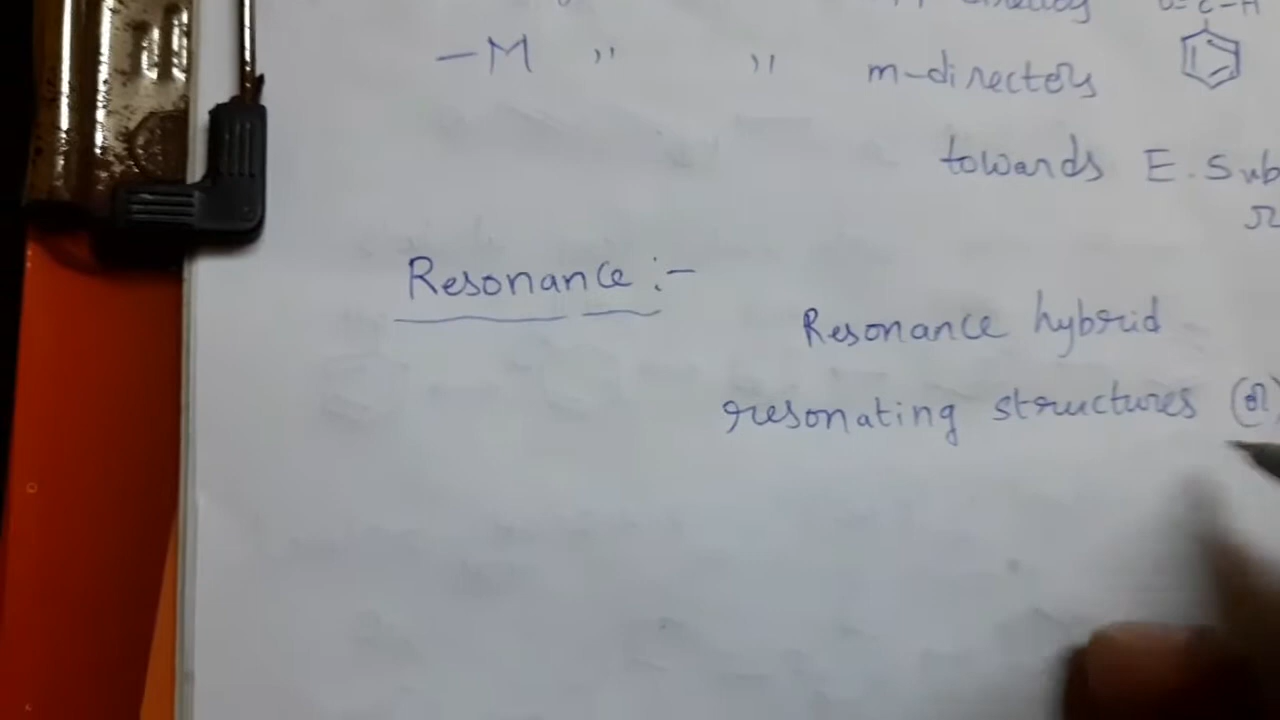 O=C-H
-M " " m-directors
towards E. Sub
Resonance :-
Resonance hybrid
resonating structures (or)